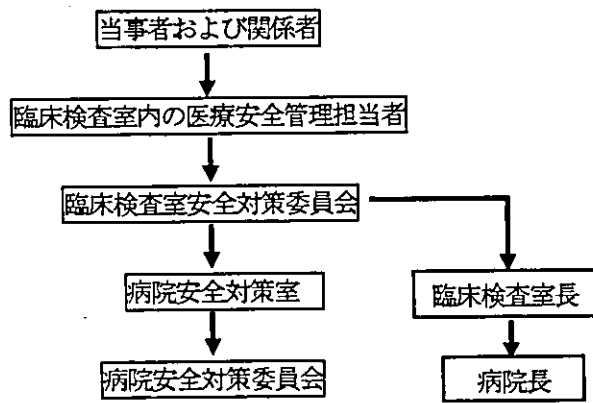 当事者および関係者
臨床検査室内の医療安全管理担当者
臨床検査室安全対策委員会
病院安全対策室
臨床検査室長
病院安全対策委員会
病院長